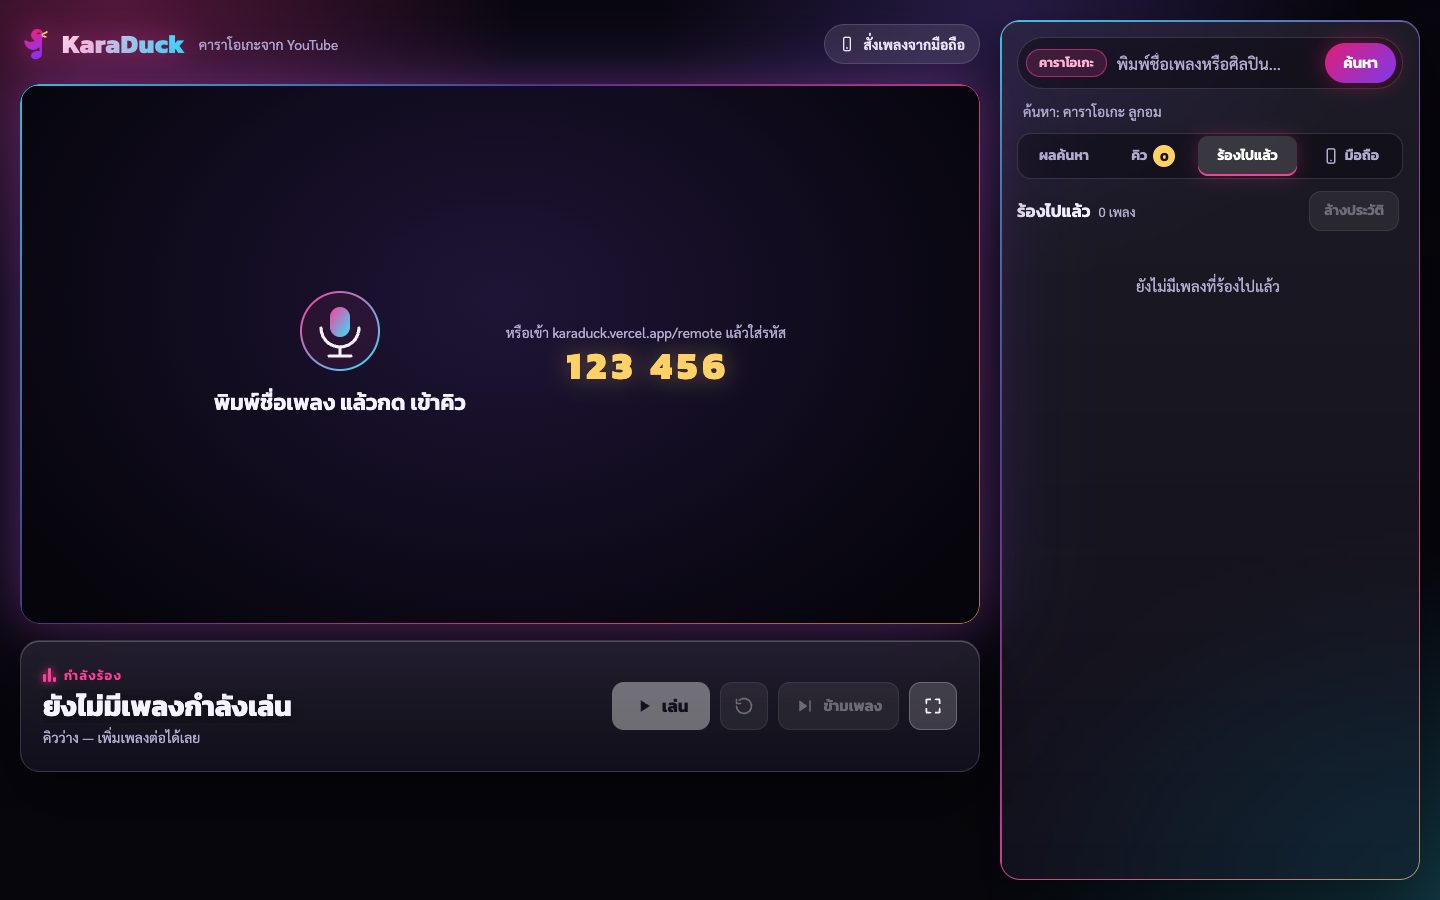 KaraDuck คาราโอเกะจาก YouTube
สั่งเพลงจากมือถือ
พิมพ์ชื่อเพลง แล้วกด เข้าคิว
หรือเข้า karaduck.vercel.app/remote แล้วใส่รหัส
123 456
กำลังร้อง
ยังไม่มีเพลงกำลังเล่น
คิวว่าง — เพิ่มเพลงต่อได้เลย
เล่น
ข้ามเพลง
คาราโอเกะ พิมพ์ชื่อเพลงหรือศิลปิน... ค้นหา
ค้นหา: คาราโอเกะ ลูกอม
ผลค้นหา คิว 0 ร้องไปแล้ว มือถือ
ร้องไปแล้ว 0 เพลง ล้างประวัติ
ยังไม่มีเพลงที่ร้องไปแล้ว